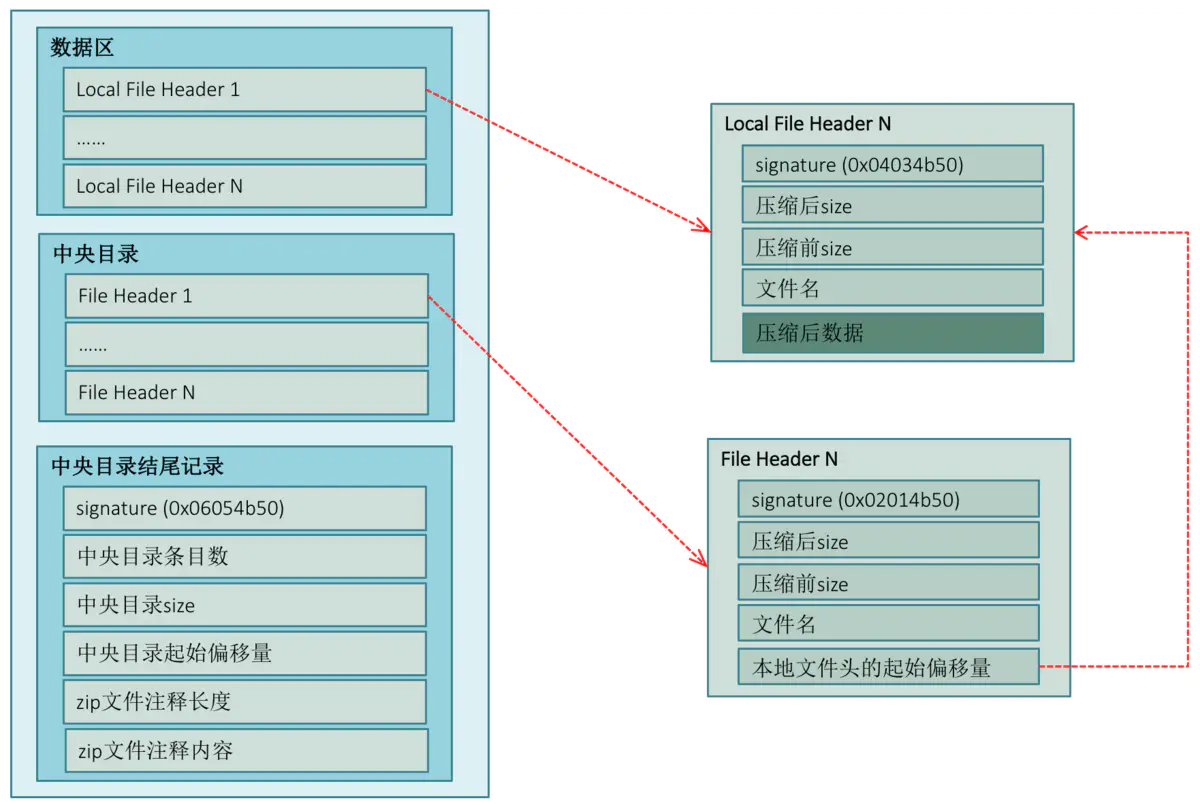 数据区
Local File Header 1
......
Local File Header N
中央目录
File Header 1
......
File Header N
中央目录结尾记录
signature (0x06054b50)
中央目录条目数
中央目录size
中央目录起始偏移量
zip文件注释长度
zip文件注释内容
Local File Header N
signature (0x04034b50)
压缩后size
压缩前size
文件名
压缩后数据
File Header N
signature (0x02014b50)
压缩后size
压缩前size
文件名
本地文件头的起始偏移量